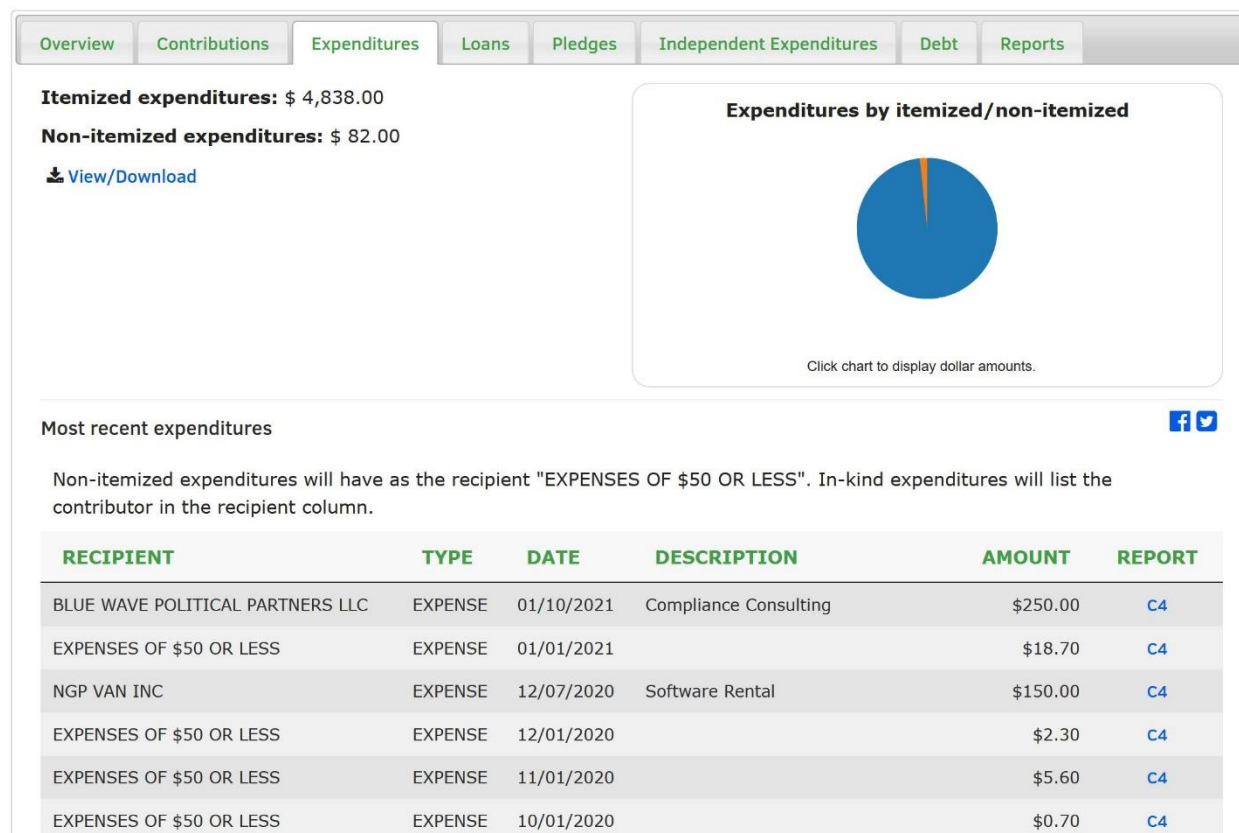 Overview Contributions Expenditures Loans Pledges Independent Expenditures Debt Reports
Itemized expenditures: $ 4,838.00
Non-itemized expenditures: $ 82.00
View/Download
Expenditures by itemized/non-itemized
Click chart to display dollar amounts.
Most recent expenditures
Non-itemized expenditures will have as the recipient "EXPENSES OF $50 OR LESS". In-kind expenditures will list the
contributor in the recipient column.
RECIPIENT TYPE DATE DESCRIPTION AMOUNT REPORT
BLUE WAVE POLITICAL PARTNERS LLC EXPENSE 01/10/2021 Compliance Consulting $250.00 C4
EXPENSES OF $50 OR LESS EXPENSE 01/01/2021 $18.70 C4
NGP VAN INC EXPENSE 12/07/2020 Software Rental $150.00 C4
EXPENSES OF $50 OR LESS EXPENSE 12/01/2020 $2.30 C4
EXPENSES OF $50 OR LESS EXPENSE 11/01/2020 $5.60 C4
EXPENSES OF $50 OR LESS EXPENSE 10/01/2020 $0.70 C4